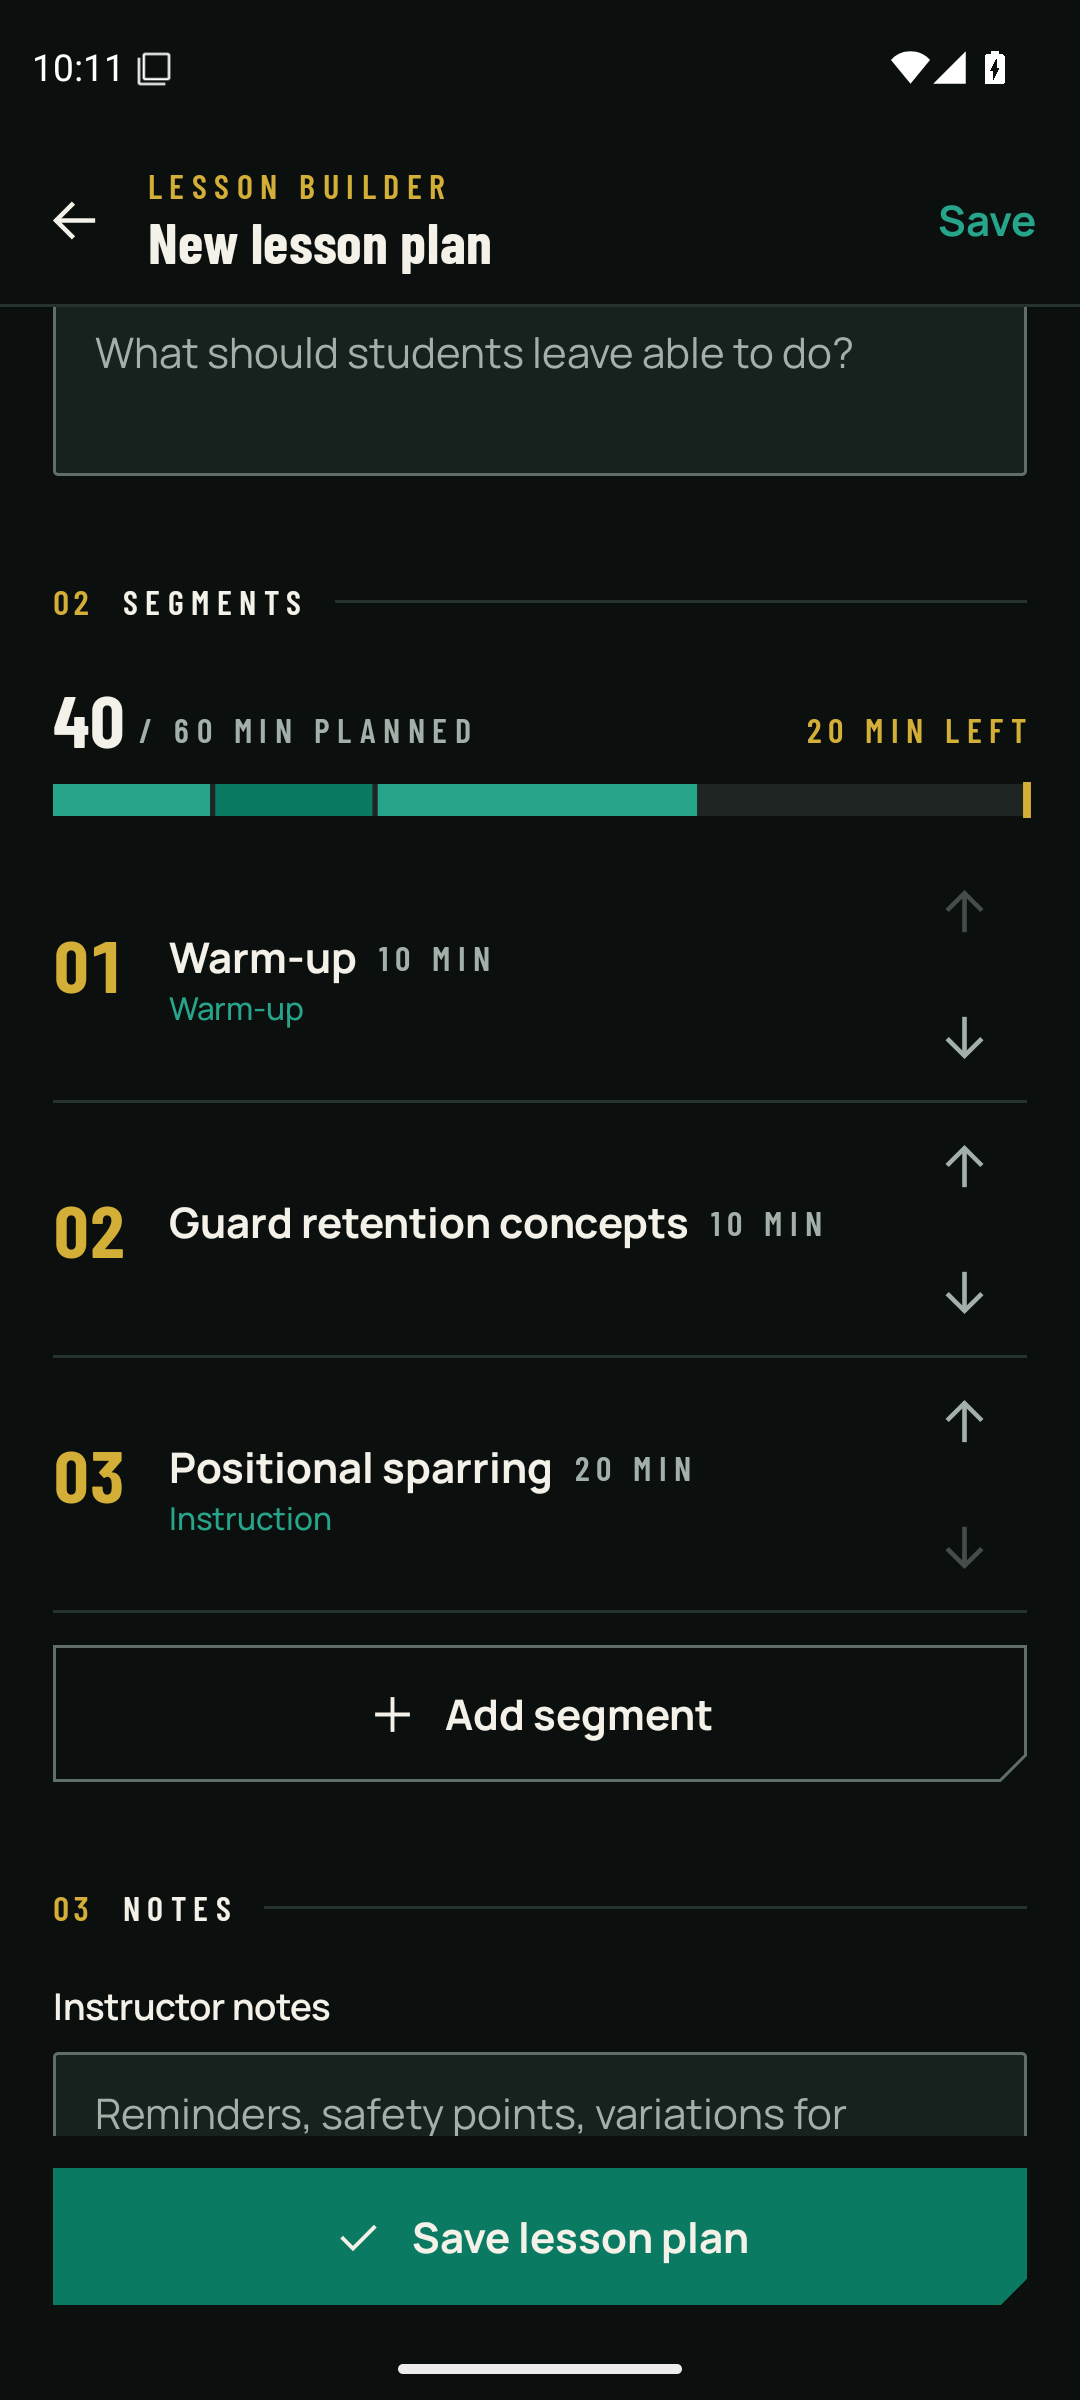 10:11
LESSON BUILDER
New lesson plan
Save
What should students leave able to do?
02 SEGMENTS
40 / 60 MIN PLANNED
20 MIN LEFT
01 Warm-up 10 MIN
Warm-up
02 Guard retention concepts 10 MIN
03 Positional sparring 20 MIN
Instruction
Add segment
03 NOTES
Instructor notes
Reminders, safety points, variations for
Save lesson plan